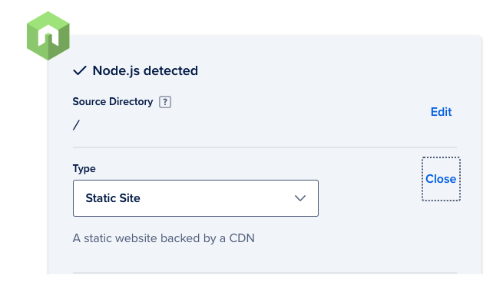 Node.js detected
Source Directory ?
Edit
/
Type
Close
Static Site
A static website backed by a CDN